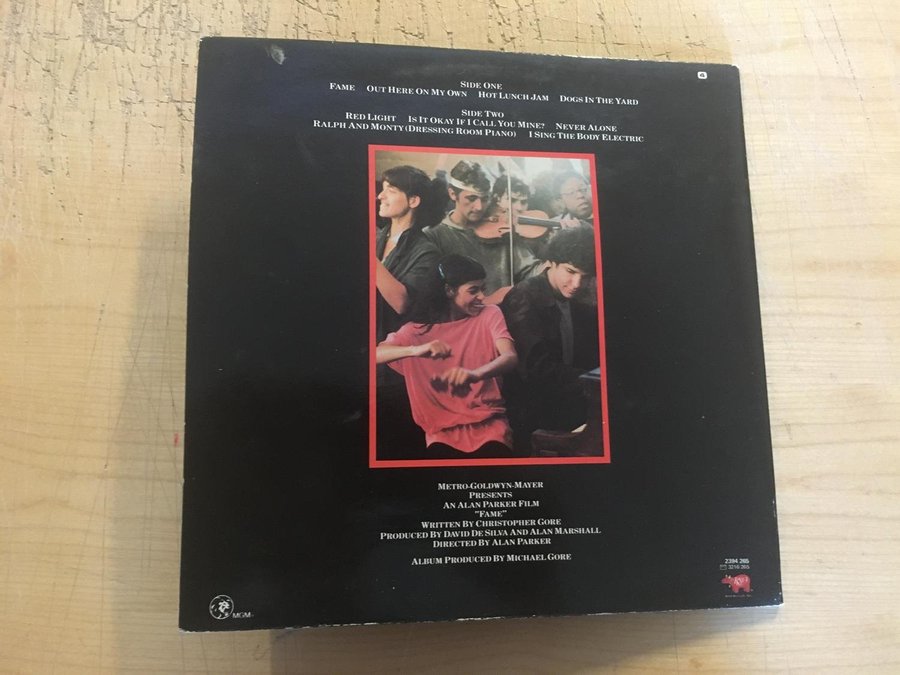 SIDE ONE
FAME OUT HERE ON MY OWN HOT LUNCH JAM DOGS IN THE YARD
SIDE TWO
RED LIGHT IS IT OKAY IF I CALL YOU MINE? NEVER ALONE
RALPH AND MONTY (DRESSING ROOM PIANO) I SING THE BODY ELECTRIC
METRO-GOLDWYN-MAYER
PRESENTS
AN ALAN PARKER FILM
"FAME"
WRITTEN BY CHRISTOPHER GORE
PRODUCED BY DAVID DE SILVA AND ALAN MARSHALL
DIRECTED BY ALAN PARKER
ALBUM PRODUCED BY MICHAEL GORE
2394 265
3216 265
RSO
MGM